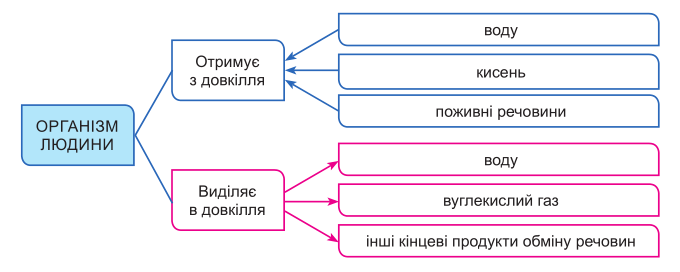 ОРГАНІЗМ
ЛЮДИНИ
Отримує
з довкілля
воду
кисень
поживні речовини
Виділяє
в довкілля
воду
вуглекислий газ
інші кінцеві продукти обміну речовин